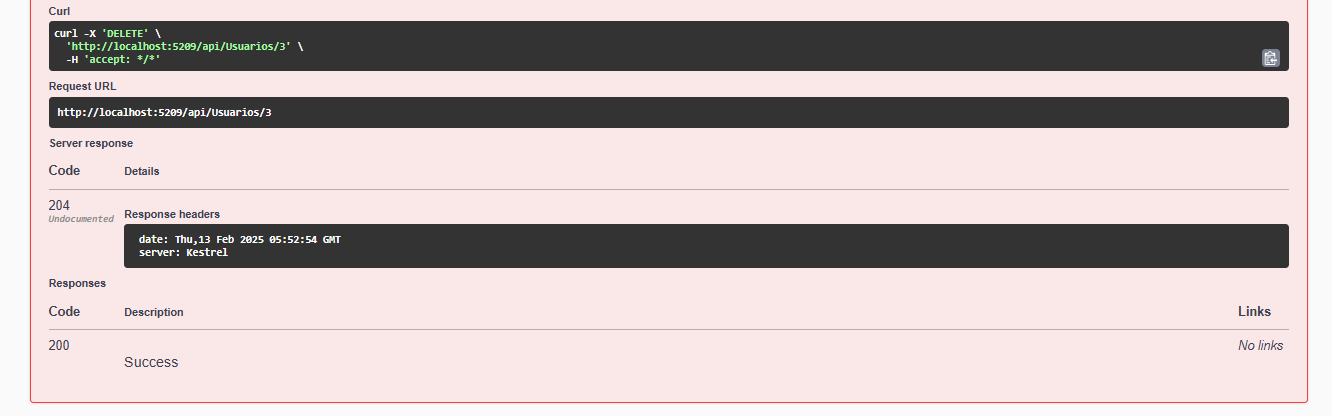 Curl
curl -X 'DELETE' \
'http://localhost:5209/api/Usuarios/3' \
-H 'accept: */*'
Request URL
http://localhost:5209/api/Usuarios/3
Server response
Code Details
204
Undocumented
Response headers
date: Thu,13 Feb 2025 05:52:54 GMT
server: Kestrel
Responses
Code Description Links
200 No links
Success